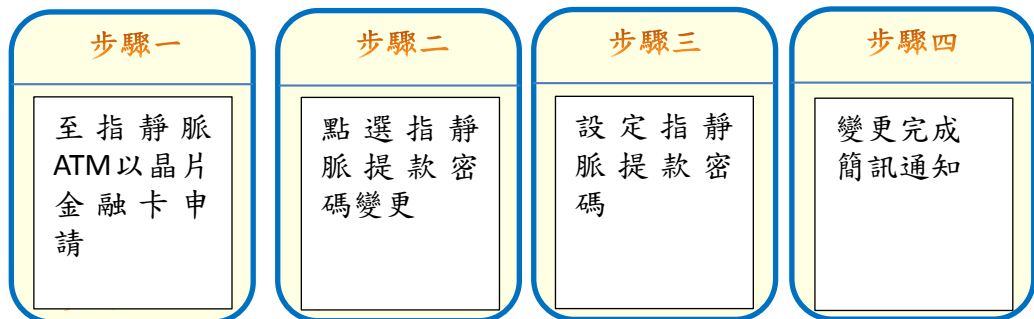 步驟一
至指靜脈
ATM以晶片
金融卡申
請
步驟二
點選指靜
脈提款密
碼變更
步驟三
設定指靜
脈提款密
碼
步驟四
變更完成
簡訊通知